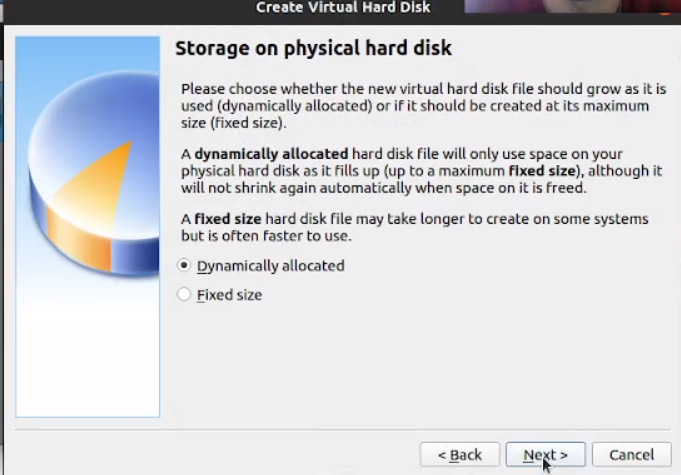 Create Virtual Hard Disk
Storage on physical hard disk
Please choose whether the new virtual hard disk file should grow as it is
used (dynamically allocated) or if it should be created at its maximum
size (fixed size).
A dynamically allocated hard disk file will only use space on your
physical hard disk as it fills up (up to a maximum fixed size), although it
will not shrink again automatically when space on it is freed.
A fixed size hard disk file may take longer to create on some systems
but is often faster to use.
Dynamically allocated
Fixed size
< Back Next > Cancel